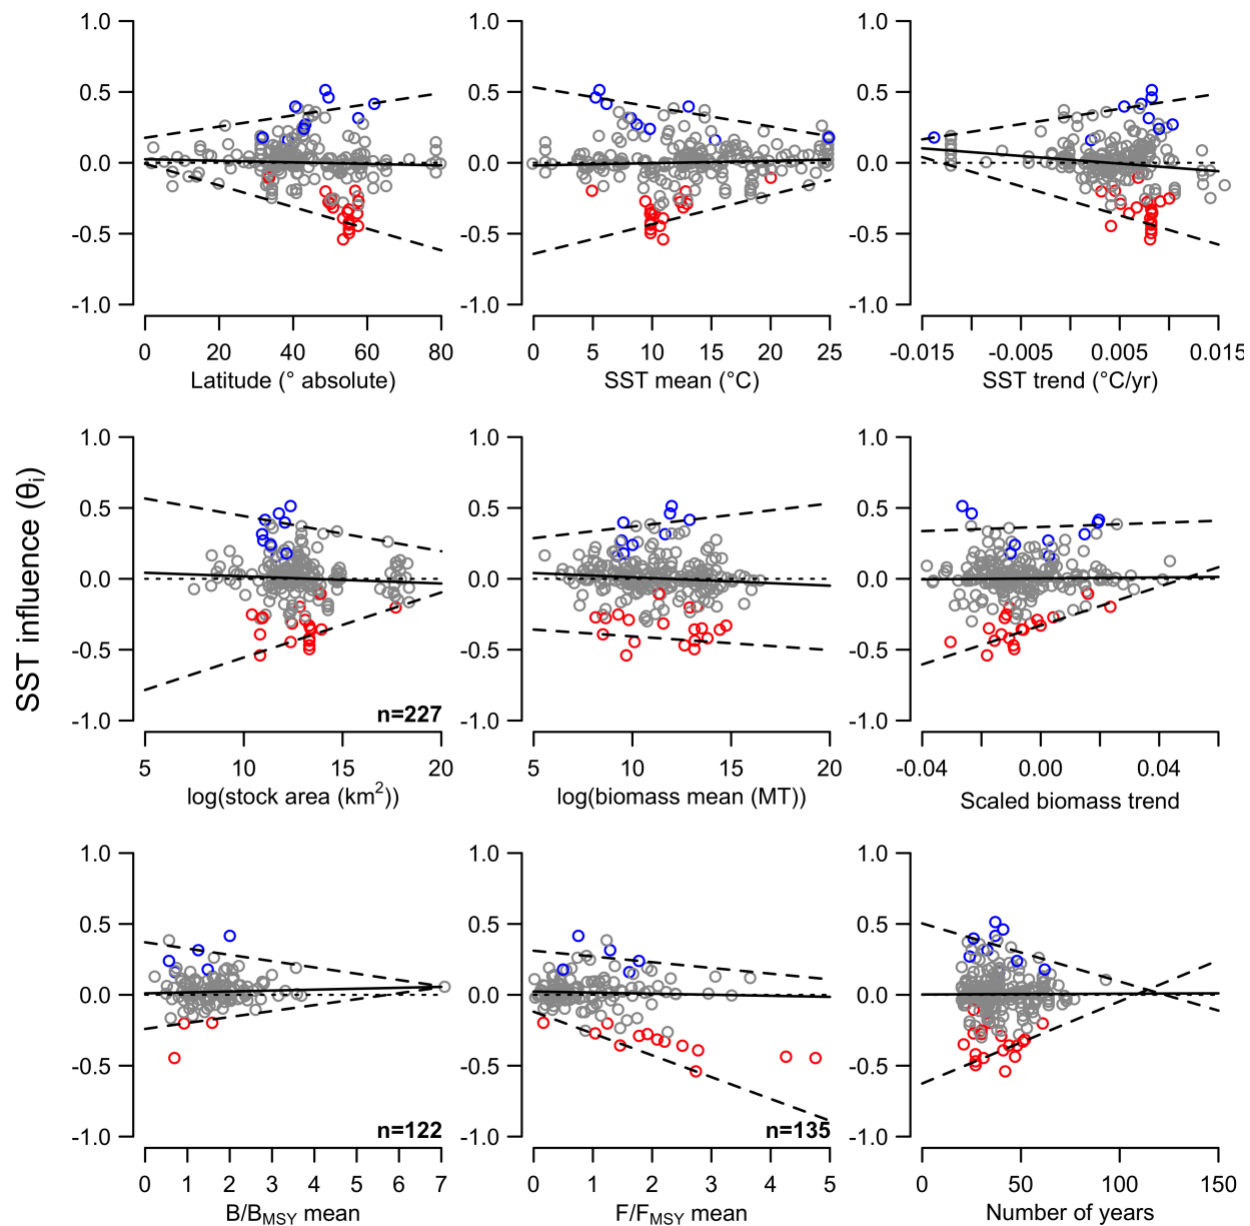 1.0 1.0 1.0
0.5 0.5 0.5
0.0 0.0 0.0
-0.5 -0.5 -0.5
-1.0 -1.0 -1.0
0 20 40 60 80 0 5 10 15 20 25 -0.015 -0.005 0.005 0.015
Latitude (° absolute) SST mean (°C) SST trend (°C/yr)
SST influence (θi)
1.0 1.0 1.0
0.5 0.5 0.5
0.0 0.0 0.0
-0.5 -0.5 -0.5
-1.0 -1.0 -1.0
n=227
5 10 15 20 5 10 15 20 -0.04 0.00 0.04
log(stock area (km2)) log(biomass mean (MT)) Scaled biomass trend
1.0 1.0 1.0
0.5 0.5 0.5
0.0 0.0 0.0
-0.5 -0.5 -0.5
-1.0 -1.0 -1.0
n=122 n=135
0 1 2 3 4 5 6 7 0 1 2 3 4 5 0 50 100 150
B/BMSY mean F/FMSY mean Number of years